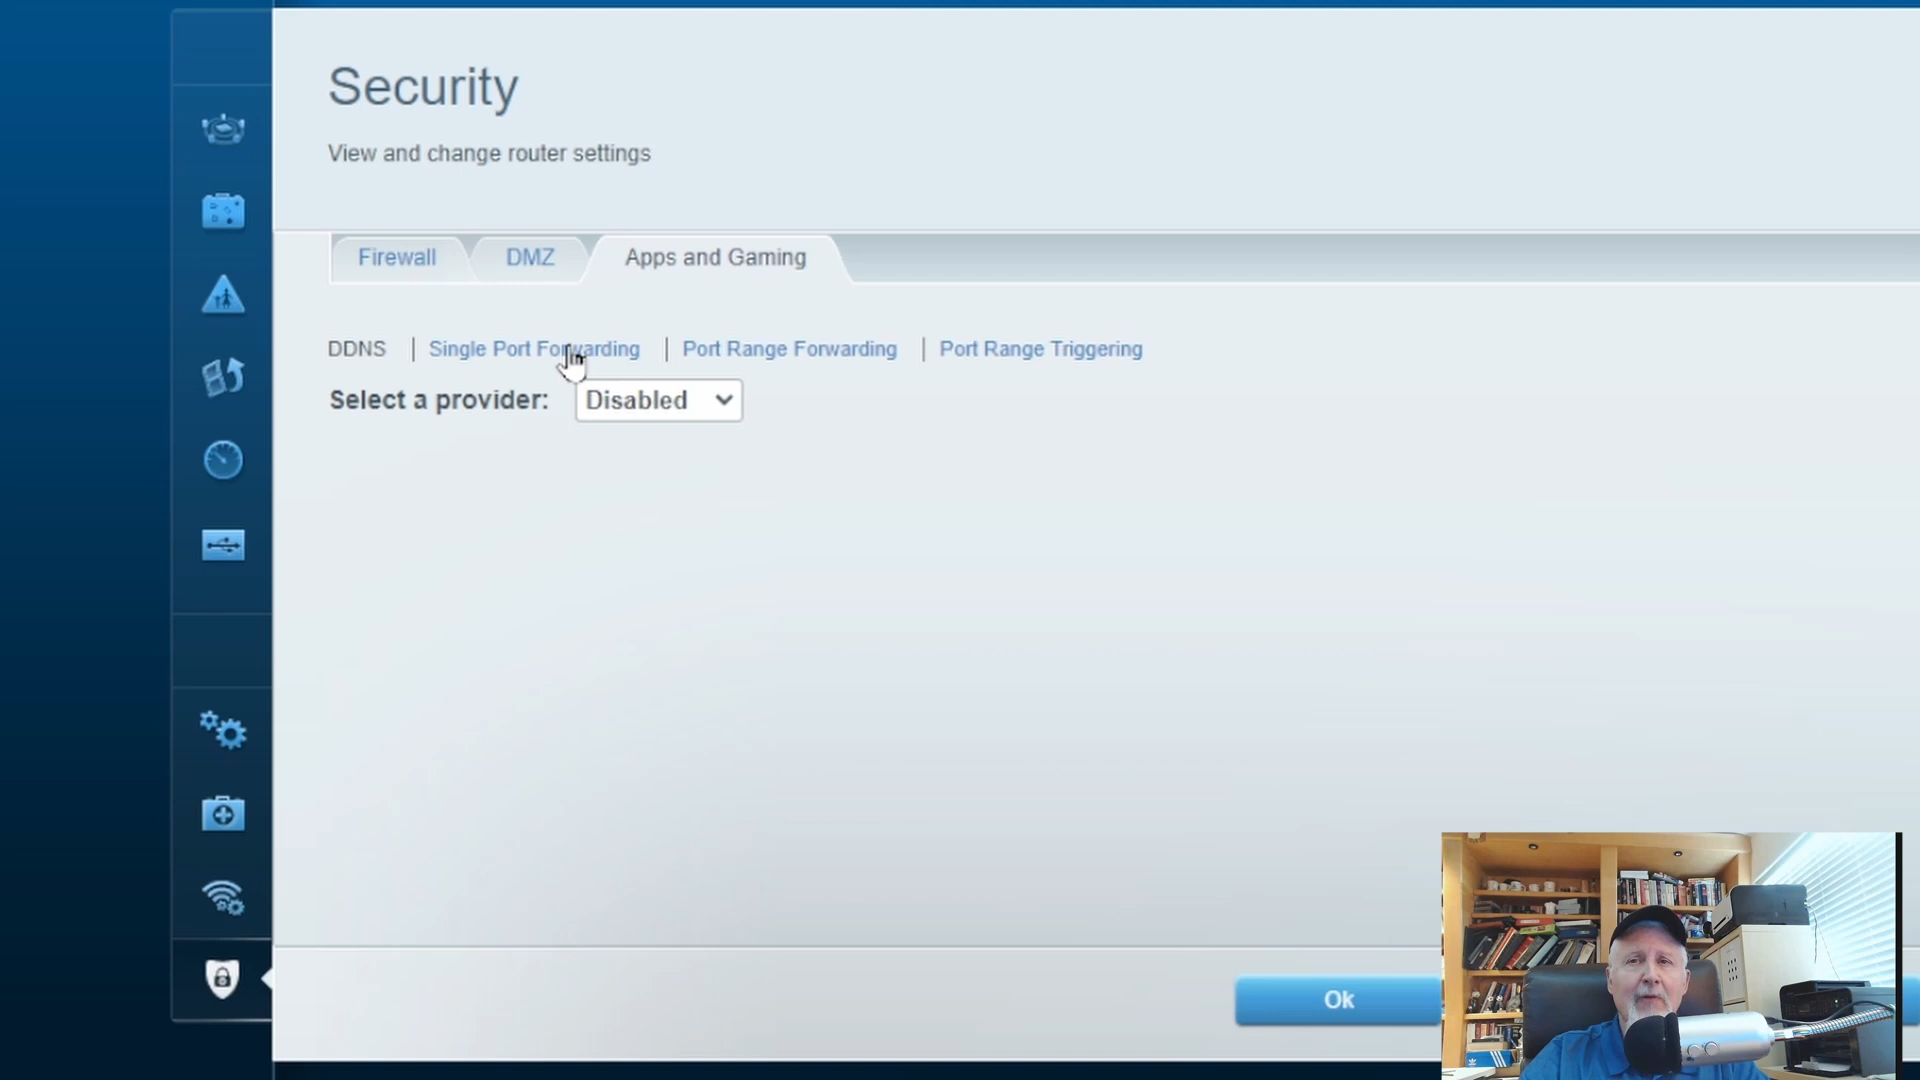 Security
View and change router settings
Firewall DMZ Apps and Gaming
DDNS | Single Port Forwarding | Port Range Forwarding | Port Range Triggering
Select a provider: Disabled
Ok